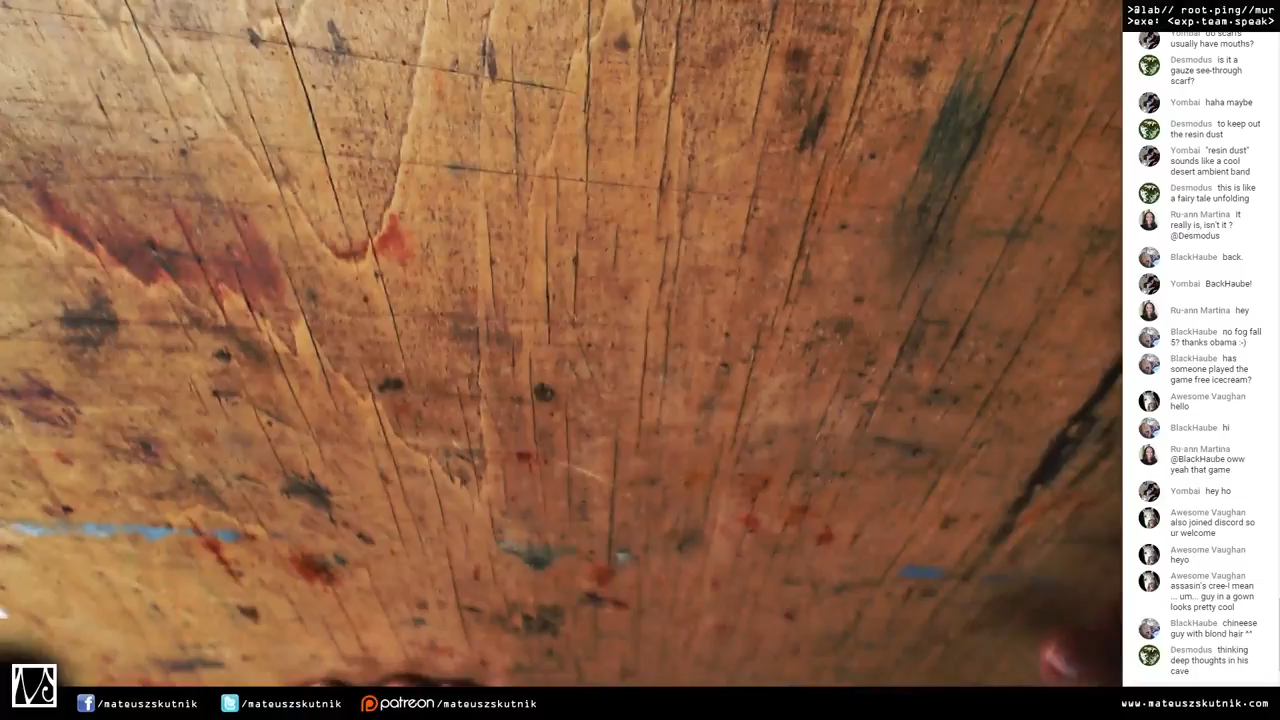 >@lab// root.ping//mur
>exe: <exp.team.speak>
Yombai do scarfs
usually have mouths?
Desmodus is it a
gauze see-through
scarf?
Yombai haha maybe
Desmodus to keep out
the resin dust
Yombai "resin dust"
sounds like a cool
desert ambient band
Desmodus this is like
a fairy tale unfolding
Ru-ann Martina it
really is, isn't it ?
@Desmodus
BlackHaube back.
Yombai BackHaube!
Ru-ann Martina hey
BlackHaube no fog fall
5? thanks obama :-)
BlackHaube has
someone played the
game free icecream?
Awesome Vaughan
hello
BlackHaube hi
Ru-ann Martina
@BlackHaube oww
yeah that game
Yombai hey ho
Awesome Vaughan
also joined discord so
ur welcome
Awesome Vaughan
heyo
Awesome Vaughan
assasin's cree-I mean
... um... guy in a gown
looks pretty cool
BlackHaube chineese
guy with blond hair ^^
Desmodus thinking
deep thoughts in his
cave
/mateuszskutnik /mateuszskutnik patreon /mateuszskutnik www.mateuszskutnik.com